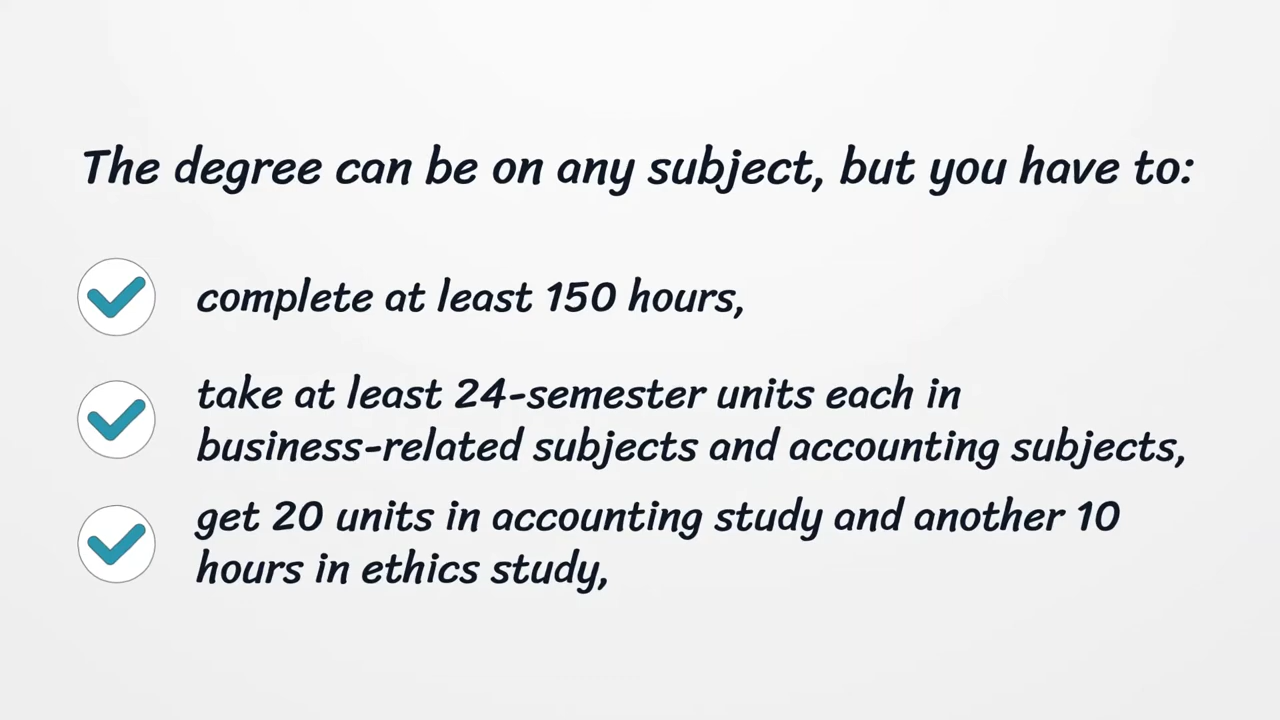 The degree can be on any subject, but you have to:
complete at least 150 hours,
take at least 24-semester units each in
business-related subjects and accounting subjects,
get 20 units in accounting study and another 10
hours in ethics study,